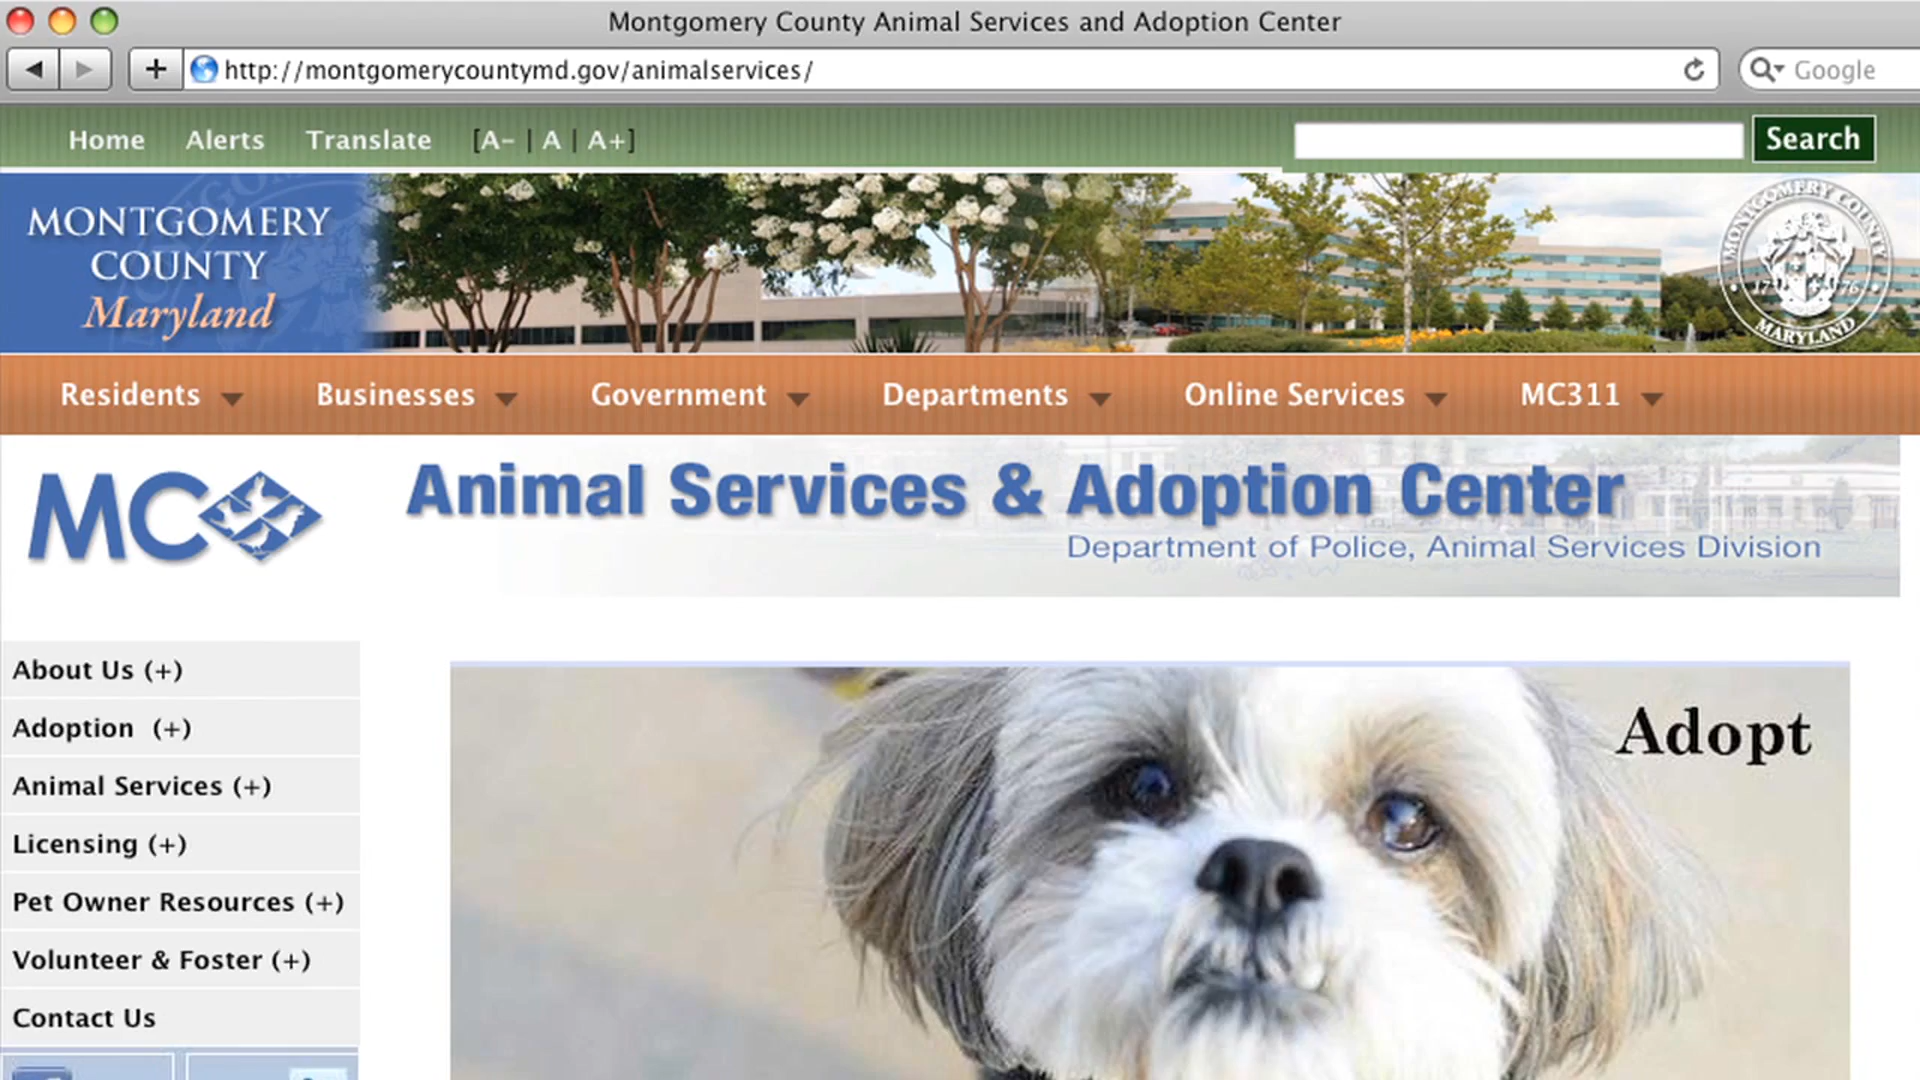 Montgomery County Animal Services and Adoption Center
http://montgomerycountymd.gov/animalservices/
Google
Home Alerts Translate [A- | A | A+]
Search
MONTGOMERY
COUNTY
Maryland
MONTGOMERY COUNTY
MARYLAND
Residents Businesses Government Departments Online Services MC311
MC
Animal Services & Adoption Center
Department of Police, Animal Services Division
About Us (+)
Adoption (+)
Animal Services (+)
Licensing (+)
Pet Owner Resources (+)
Volunteer & Foster (+)
Contact Us
Adopt